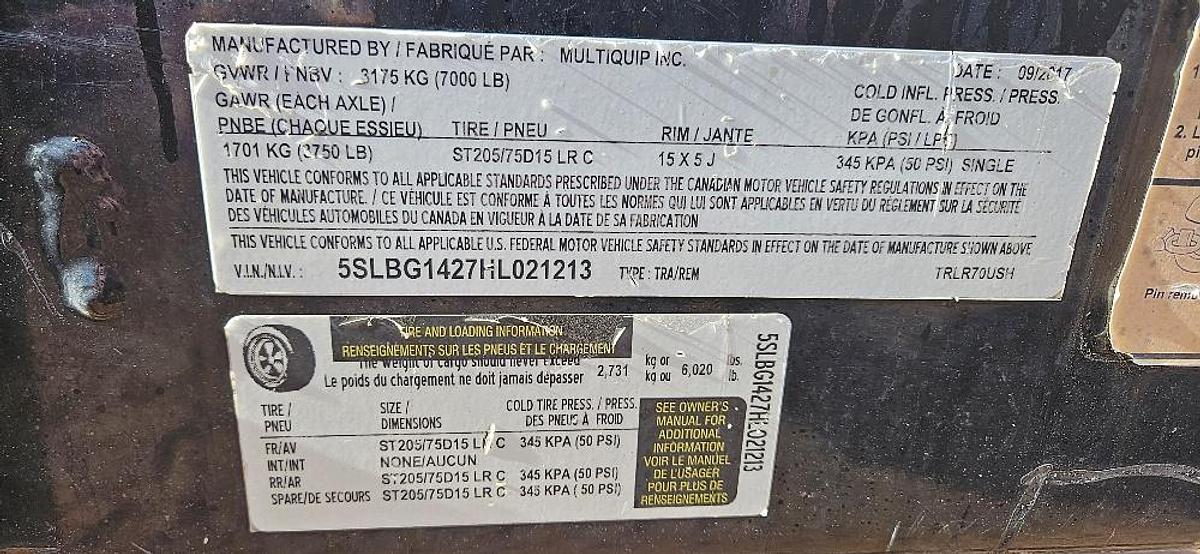 MANUFACTURED BY / FABRIQUÉ PAR : MULTIQUIP INC.
DATE : 09/2017
GVWR / PNBV : 3175 KG (7000 LB)
COLD INFL. PRESS. / PRESS.
GAWR (EACH AXLE) /
DE GONFL. A FROID
PNBE (CHAQUE ESSIEU) TIRE / PNEU RIM / JANTE KPA (PSI / LPC)
1701 KG (3750 LB) ST205/75D15 LR C 15 X 5 J 345 KPA (50 PSI) SINGLE
THIS VEHICLE CONFORMS TO ALL APPLICABLE STANDARDS PRESCRIBED UNDER THE CANADIAN MOTOR VEHICLE SAFETY REGULATIONS IN EFFECT ON THE
DATE OF MANUFACTURE. / CE VÉHICULE EST CONFORME À TOUTES LES NORMES QUI LUI SONT APPLICABLES EN VERTU DU RÉGLEMENT SUR LA SÉCURITÉ
DES VÉHICULES AUTOMOBILES DU CANADA EN VIGUEUR À LA DATE DE SA FABRICATION
THIS VEHICLE CONFORMS TO ALL APPLICABLE U.S. FEDERAL MOTOR VEHICLE SAFETY STANDARDS IN EFFECT ON THE DATE OF MANUFACTURE SHOWN ABOVE
V.I.N./N.I.V. : 5SLBG1427HL021213 TYPE : TRA/REM TRLR70USH
TIRE AND LOADING INFORMATION
RENSEIGNEMENTS SUR LES PNEUS ET LE CHARGEMENT
The weight of cargo should never exceed kg or lbs.
Le poids du chargement ne doit jamais dépasser 2,731 kg ou 6,020 lb.
TIRE / SIZE / COLD TIRE PRESS. / PRESS.
PNEU DIMENSIONS DES PNEUS À FROID
FR/AV ST205/75D15 LR C 345 KPA (50 PSI)
INT/INT NONE/AUCUN
RR/AR ST205/75D15 LR C 345 KPA (50 PSI)
SPARE/DE SECOURS ST205/75D15 LR C 345 KPA (50 PSI)
SEE OWNER'S
MANUAL FOR
ADDITIONAL
INFORMATION
VOIR LE MANUEL
DE L'USAGER
POUR PLUS DE
RENSEIGNEMENTS
5SLBG1427HL021213
1
2.
Pin